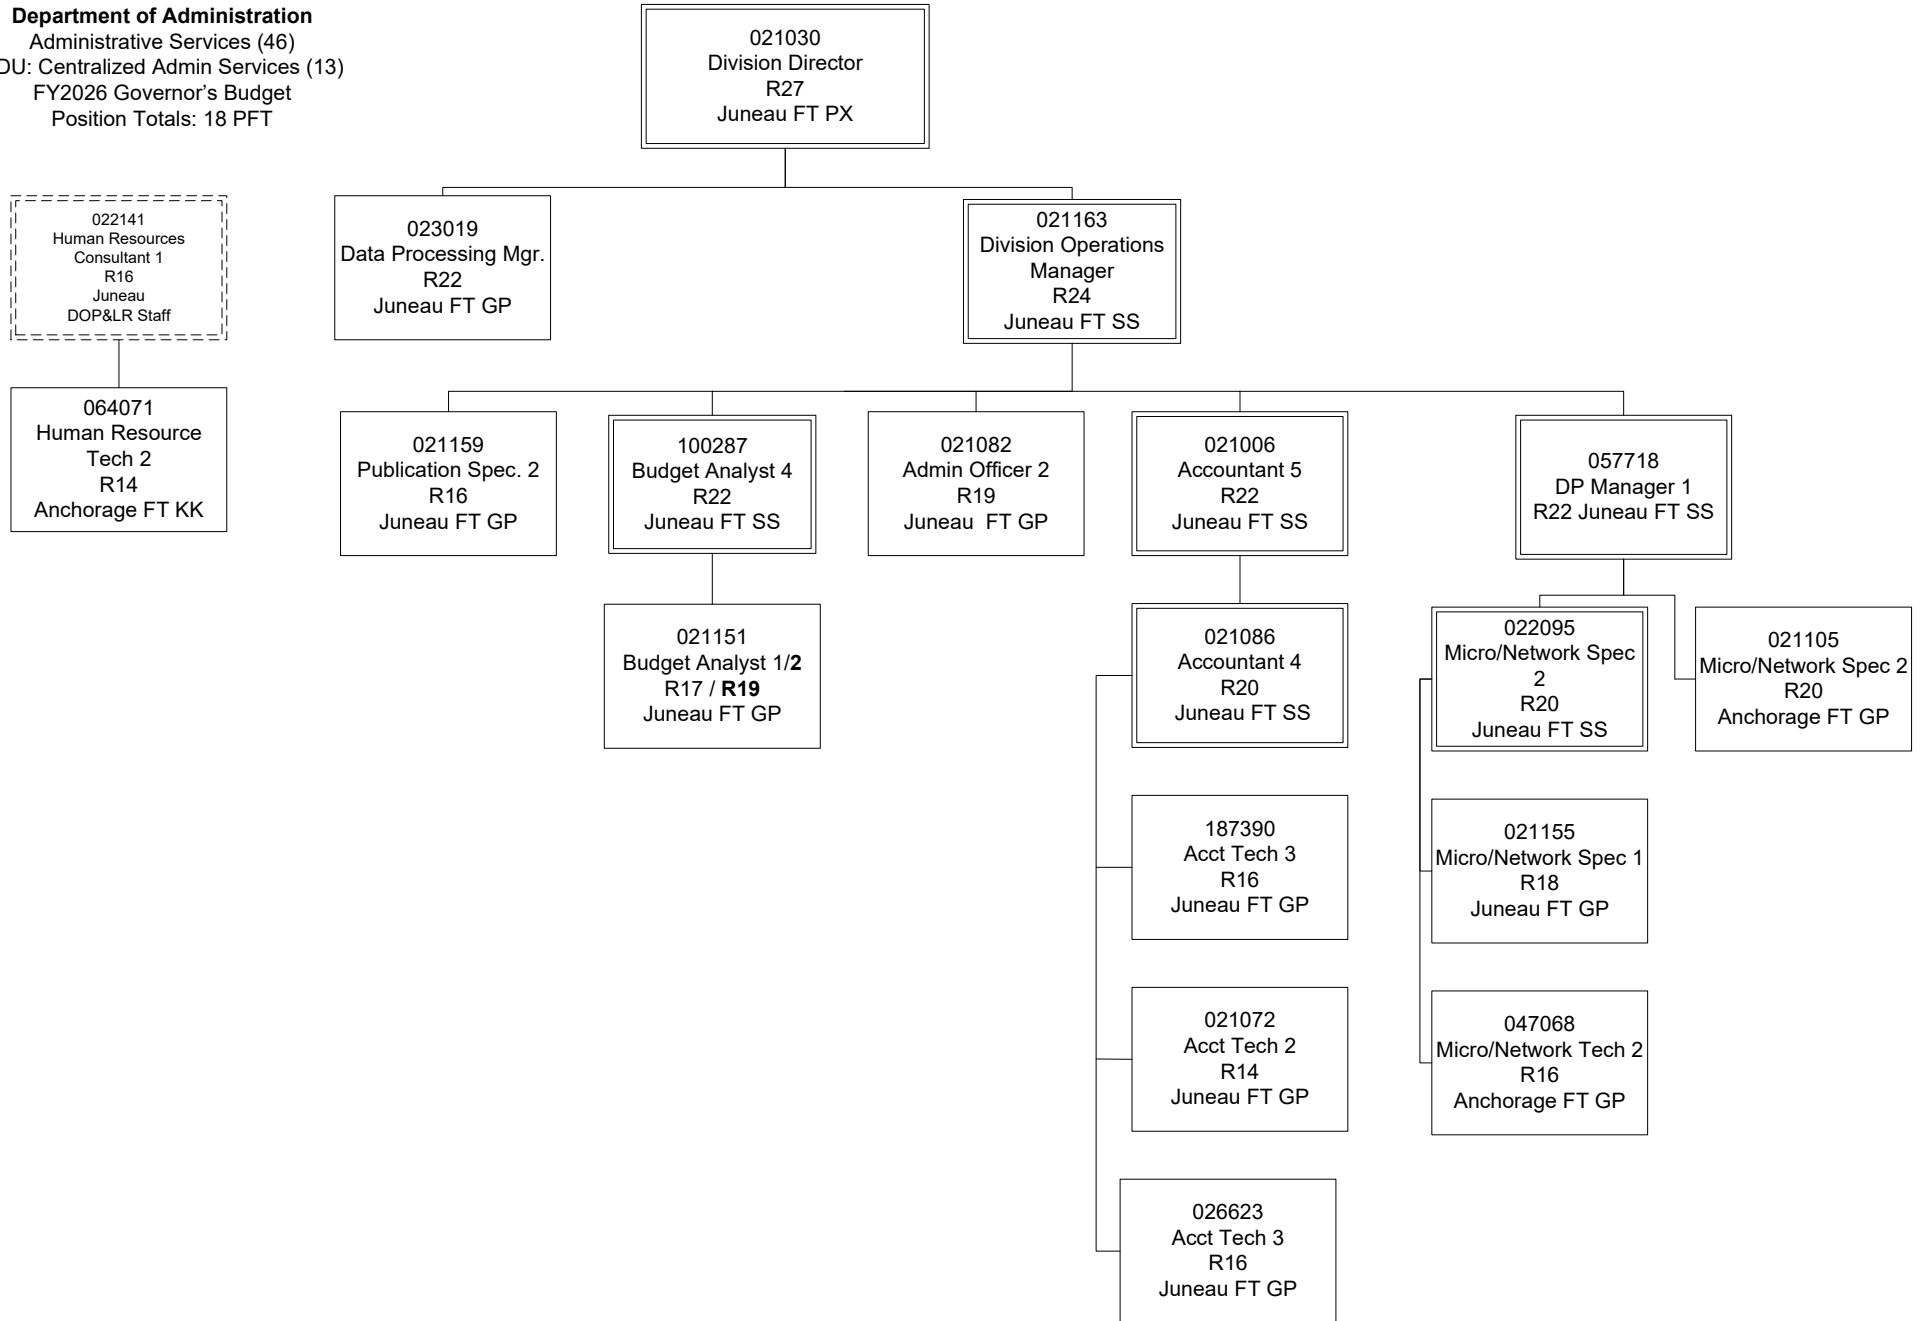 Department of Administration
Administrative Services (46)
DU: Centralized Admin Services (13)
FY2026 Governor’s Budget
Position Totals: 18 PFT
021030
Division Director
R27
Juneau FT PX
022141
Human Resources
Consultant 1
R16
Juneau
DOP&LR Staff
023019
Data Processing Mgr.
R22
Juneau FT GP
021163
Division Operations
Manager
R24
Juneau FT SS
064071
Human Resource
Tech 2
R14
Anchorage FT KK
021159
Publication Spec. 2
R16
Juneau FT GP
100287
Budget Analyst 4
R22
Juneau FT SS
021082
Admin Officer 2
R19
Juneau  FT GP
021006
Accountant 5
R22
Juneau FT SS
057718
DP Manager 1
R22 Juneau FT SS
021151
Budget Analyst 1/2
R17 / R19
Juneau FT GP
021086
Accountant 4
R20
Juneau FT SS
022095
Micro/Network Spec
2
R20
Juneau FT SS
021105
Micro/Network Spec 2
R20
Anchorage FT GP
187390
Acct Tech 3
R16
Juneau FT GP
021155
Micro/Network Spec 1
R18
Juneau FT GP
021072
Acct Tech 2
R14
Juneau FT GP
047068
Micro/Network Tech 2
R16
Anchorage FT GP
026623
Acct Tech 3
R16
Juneau FT GP